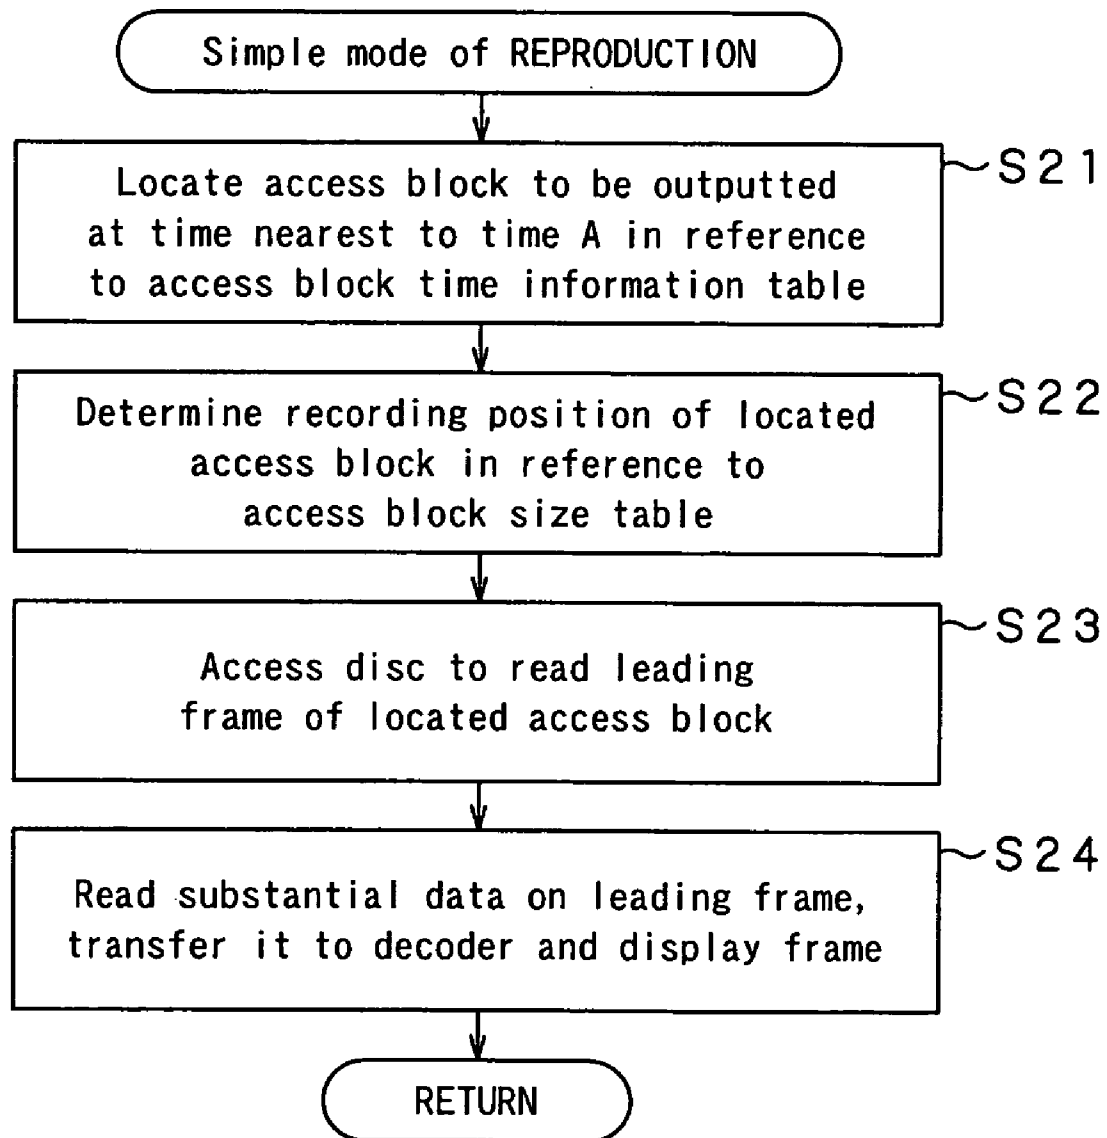 Simple mode of REPRODUCTION
S21
Locate access block to be outputted
at time nearest to time A in reference
to access block time information table
S22
Determine recording position of located
access block in reference to
access block size table
S23
Access disc to read leading
frame of located access block
S24
Read substantial data on leading frame,
transfer it to decoder and display frame
RETURN